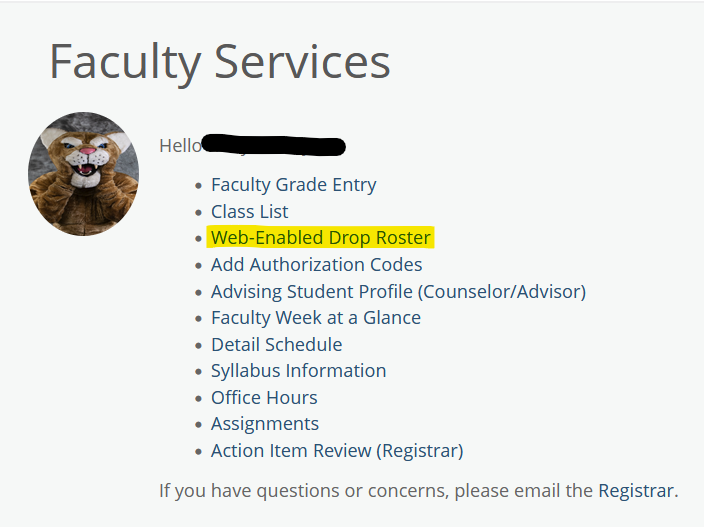 Faculty Services
Hello
Faculty Grade Entry
Class List
Web-Enabled Drop Roster
Add Authorization Codes
Advising Student Profile (Counselor/Advisor)
Faculty Week at a Glance
Detail Schedule
Syllabus Information
Office Hours
Assignments
Action Item Review (Registrar)
If you have questions or concerns, please email the Registrar.